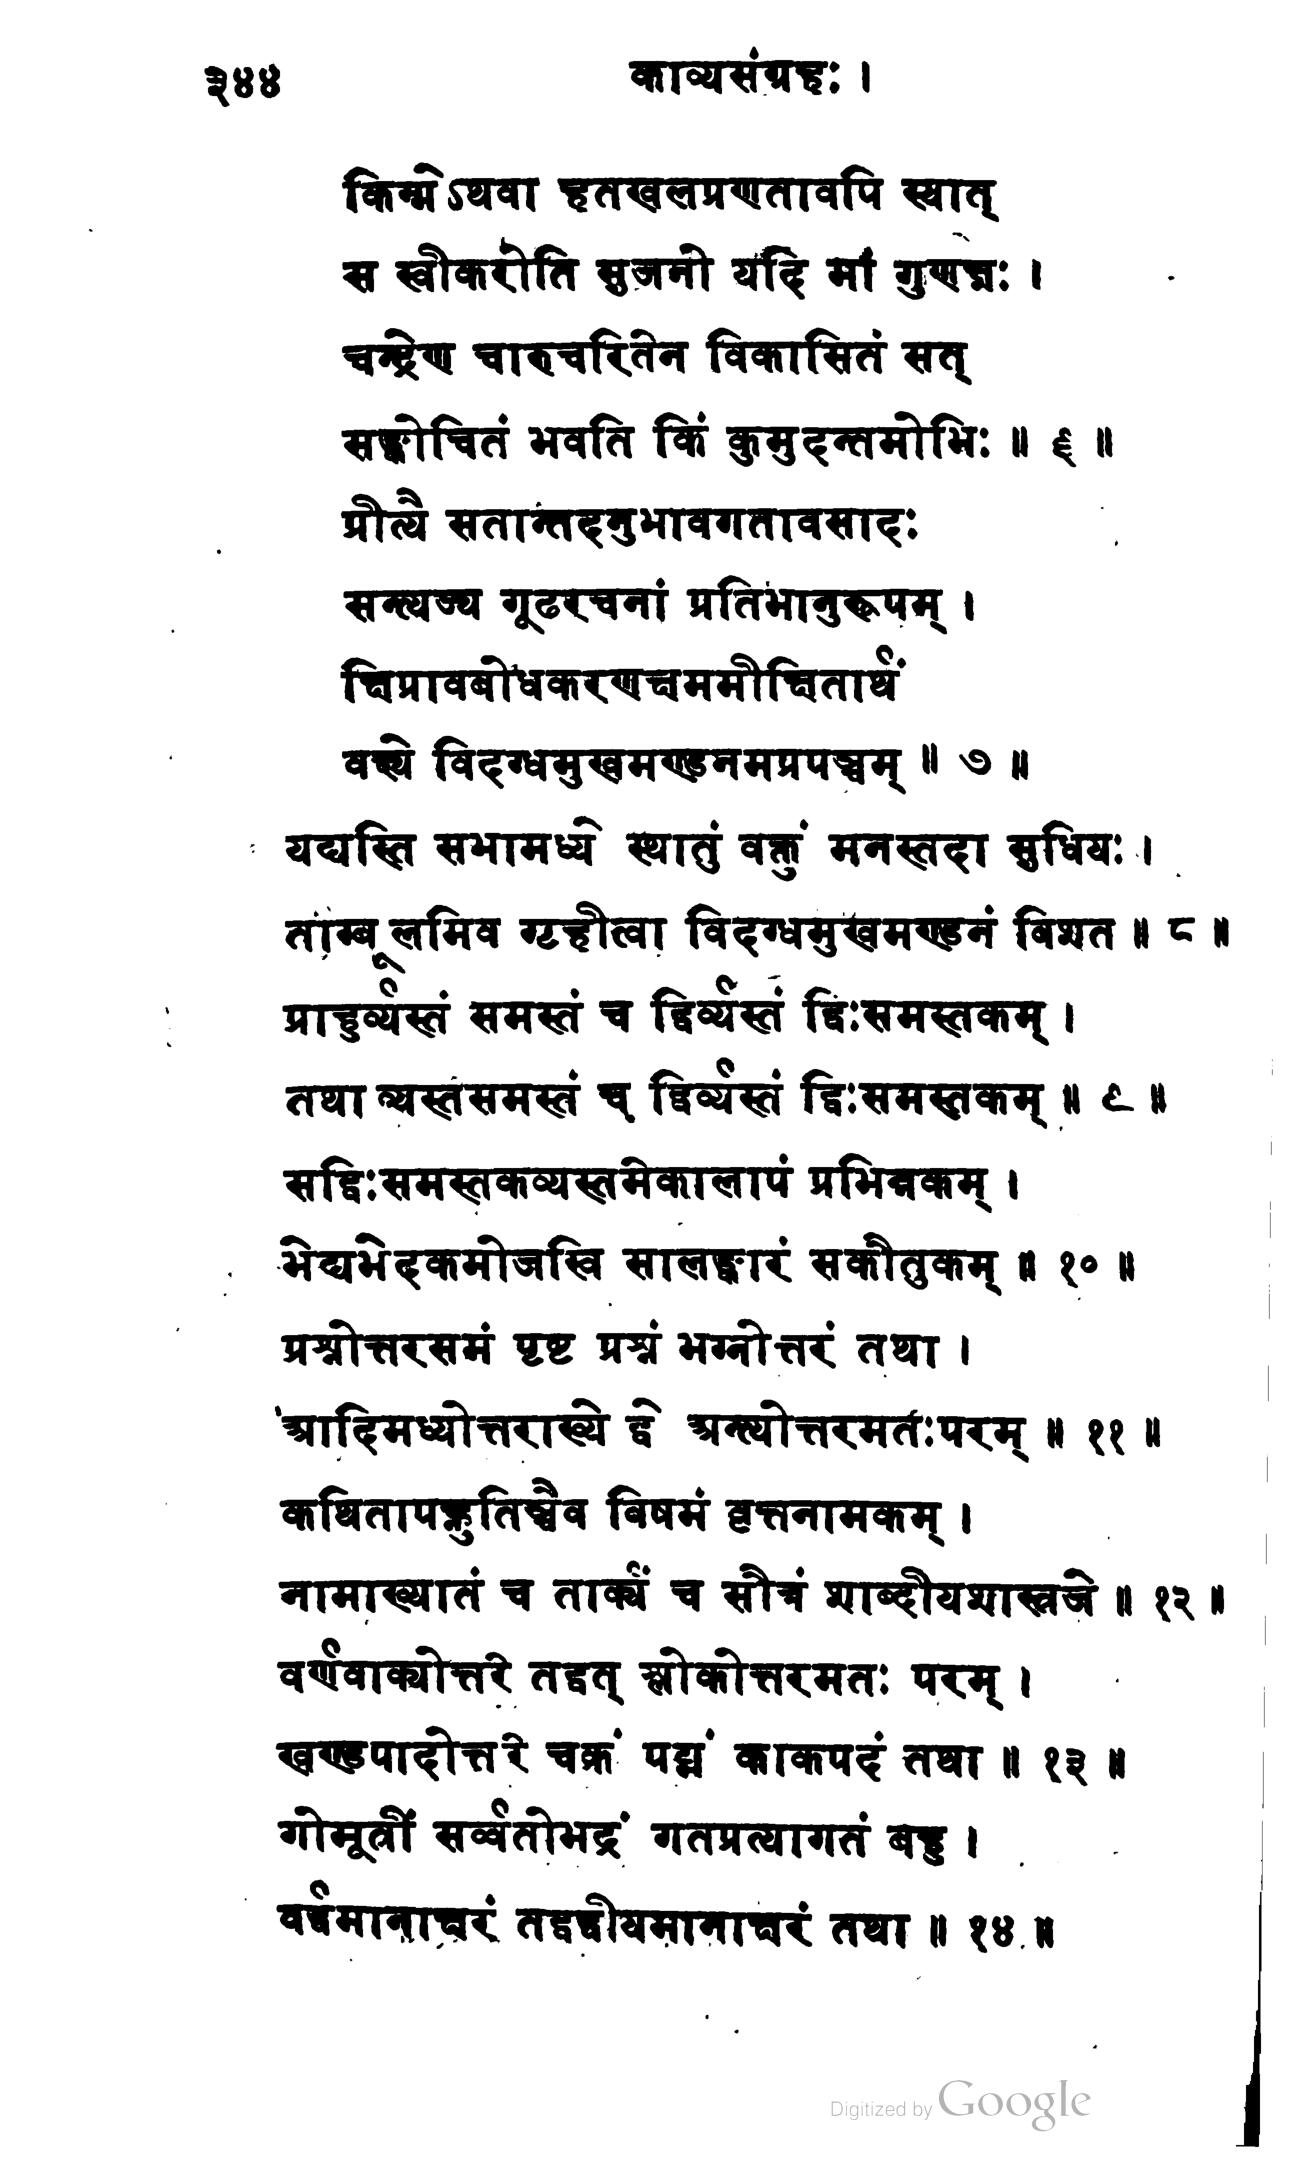 ३४४ काव्यसंग्रहः ।
किन्मेऽथवा हतखलप्रणतावपि स्यात्
स स्वीकरोति सुजनो यदि मां गुणज्ञः ।
चन्द्रेण चारुचरितेन विकासितं सत्
सङ्कोचितं भवति किं कुमुदन्तमोभिः ॥ ६ ॥
प्रीत्यै सतान्तदनुभावगतावसादः
सन्त्यज्य गूढरचनां प्रतिभानुरूपम् ।
क्षिप्रावबोधकरणक्षममीक्षितार्थं
वक्ष्ये विदग्धमुखमण्डनमप्रपञ्चम् ॥ ७ ॥
यद्यस्ति सभामध्ये स्थातुं वक्तुं मनस्तदा सुधियः ।
ताम्बूलमिव गृहीत्वा विदग्धमुखमण्डनं विशत ॥ ८ ॥
प्राहुर्व्यस्तं समस्तं च द्विर्व्यस्तं द्विःसमस्तकम् ।
तथा व्यस्तसमस्तं च द्विर्व्यस्तं द्विःसमस्तकम् ॥ ९ ॥
सद्विःसमस्तकव्यस्तमेकालापं प्रभिन्नकम् ।
भेद्यभेदकमोजस्वि सालङ्कारं सकौतुकम् ॥ १० ॥
प्रश्नोत्तरसमं पृष्ट प्रश्नं भग्नोत्तरं तथा ।
आदिमध्योत्तराख्ये द्वे अन्त्योत्तरमतःपरम् ॥ ११ ॥
कथितापह्नुतिश्चैव विषमं वृत्तनामकम् ।
नामाख्यातं च तार्क्यं च सौत्रं शाब्दीयशास्त्रजे ॥ १२ ॥
वर्णवाक्योत्तरे तद्वत् श्लोकोत्तरमतः परम् ।
खण्डपादोत्तरे चक्रं पद्मं काकपदं तथा ॥ १३ ॥
गोमूत्रीं सर्व्वतोभद्रं गतप्रत्यागतं बहु ।
वर्द्धमानाक्षरं तद्वद्धीयमानाक्षरं तथा ॥ १४ ॥
Digitized by Google